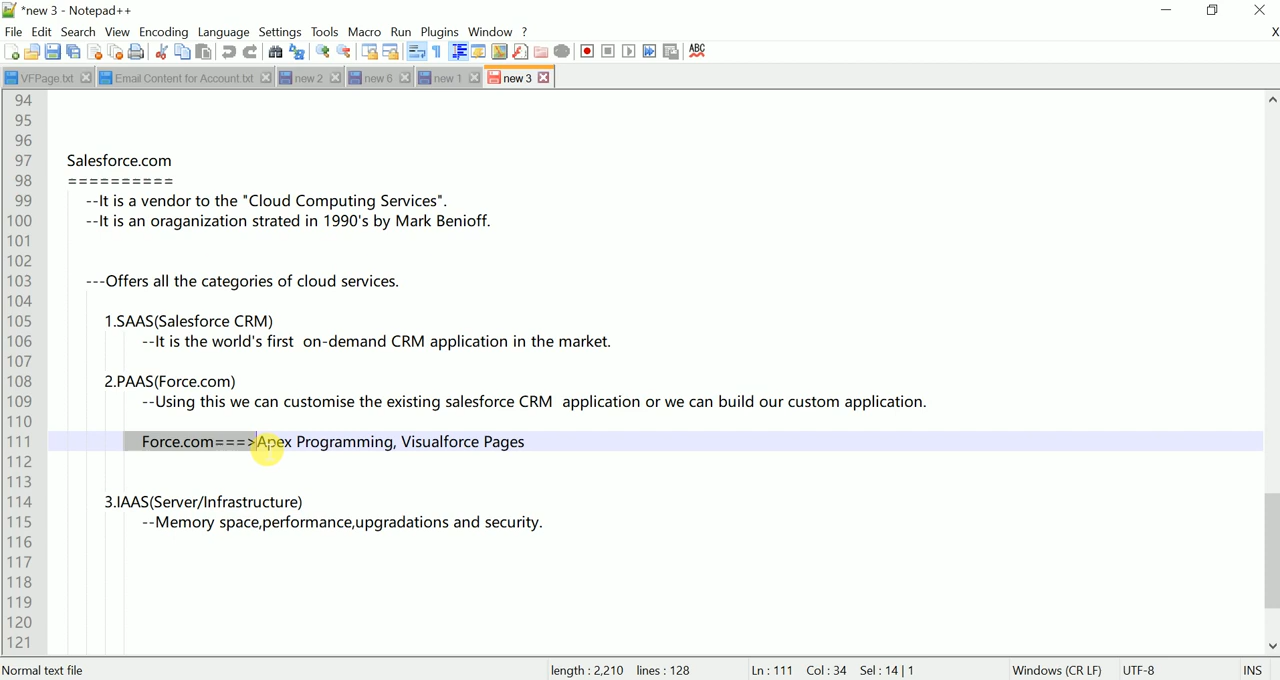 *new 3 - Notepad++
File Edit Search View Encoding Language Settings Tools Macro Run Plugins Window ? X
VFPage.txt Email Content for Account.txt new 2 new 6 new 1 new 3
94
95
96
97 Salesforce.com
98 ==========
99 --It is a vendor to the "Cloud Computing Services".
100 --It is an oraganization strated in 1990's by Mark Benioff.
101
102
103 ---Offers all the categories of cloud services.
104
105 1.SAAS(Salesforce CRM)
106 --It is the world's first on-demand CRM application in the market.
107
108 2.PAAS(Force.com)
109 --Using this we can customise the existing salesforce CRM application or we can build our custom application.
110
111 Force.com===>Apex Programming, Visualforce Pages
112
113
114 3.IAAS(Server/Infrastructure)
115 --Memory space,performance,upgradations and security.
116
117
118
119
120
121
Normal text file length : 2,210 lines : 128 Ln : 111 Col : 34 Sel : 14 | 1 Windows (CR LF) UTF-8 INS